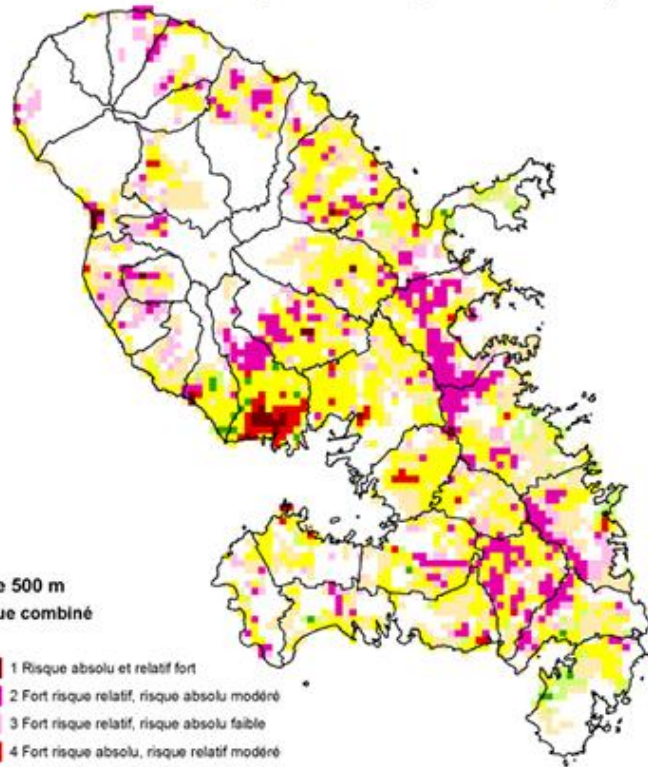 e 500 m
ue combiné
1 Risque absolu et relatif fort
2 Fort risque relatif, risque absolu modéré
3 Fort risque relatif, risque absolu faible
4 Fort risque absolu, risque relatif modéré